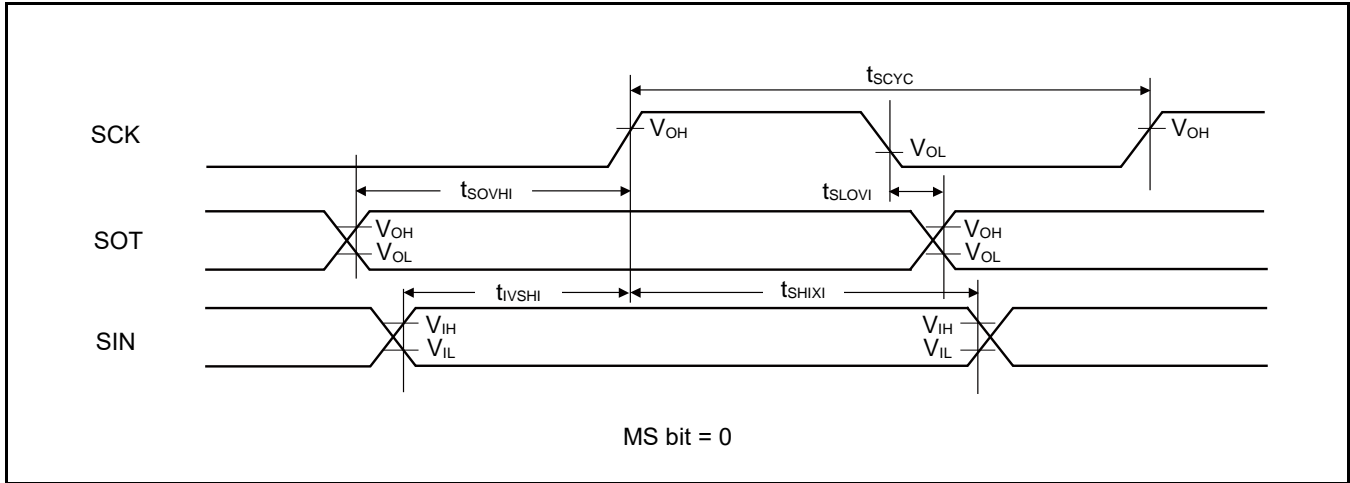 tSCYC
SCK
VOH
VOL
VOH
tSOVHI
tSLOVI
SOT
VOH
VOL
VOH
VOL
tIVSHI
tSHIXI
SIN
VIH
VIL
VIH
VIL
MS bit = 0